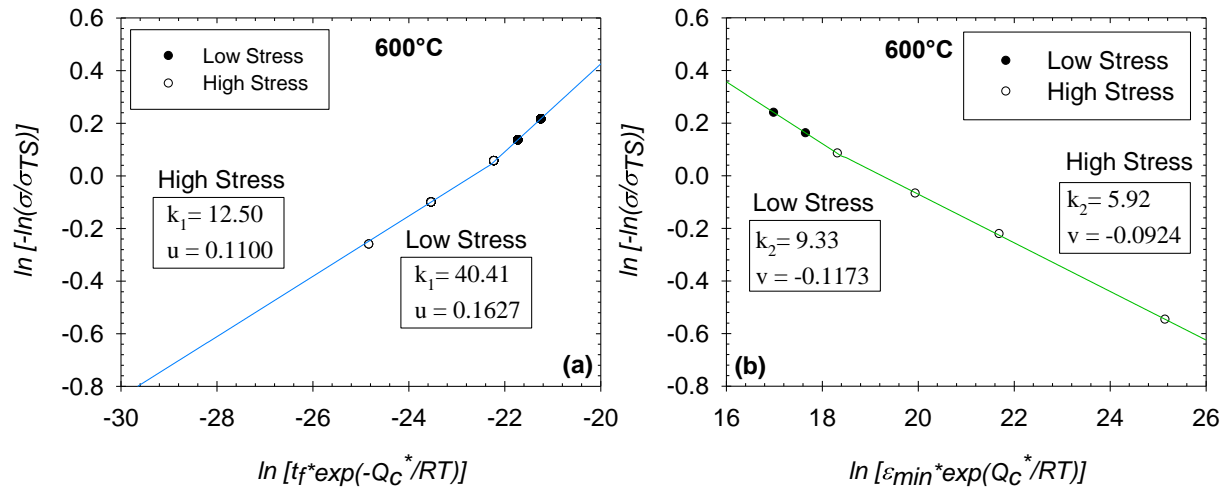 ln [-ln(σ/σTS)]
0.6
0.4
0.2
0.0
-0.2
-0.4
-0.6
-0.8
Low Stress
High Stress
600°C
High Stress
k1= 12.50
u = 0.1100
Low Stress
k1= 40.41
u = 0.1627
(a)
-30 -28 -26 -24 -22 -20
ln [tf*exp(-Qc*/RT)]
ln [-ln(σ/σTS)]
0.6
0.4
0.2
0.0
-0.2
-0.4
-0.6
-0.8
600°C
Low Stress
High Stress
High Stress
k2= 5.92
v = -0.0924
Low Stress
k2= 9.33
v = -0.1173
(b)
16 18 20 22 24 26
ln [εmin*exp(Qc*/RT)]